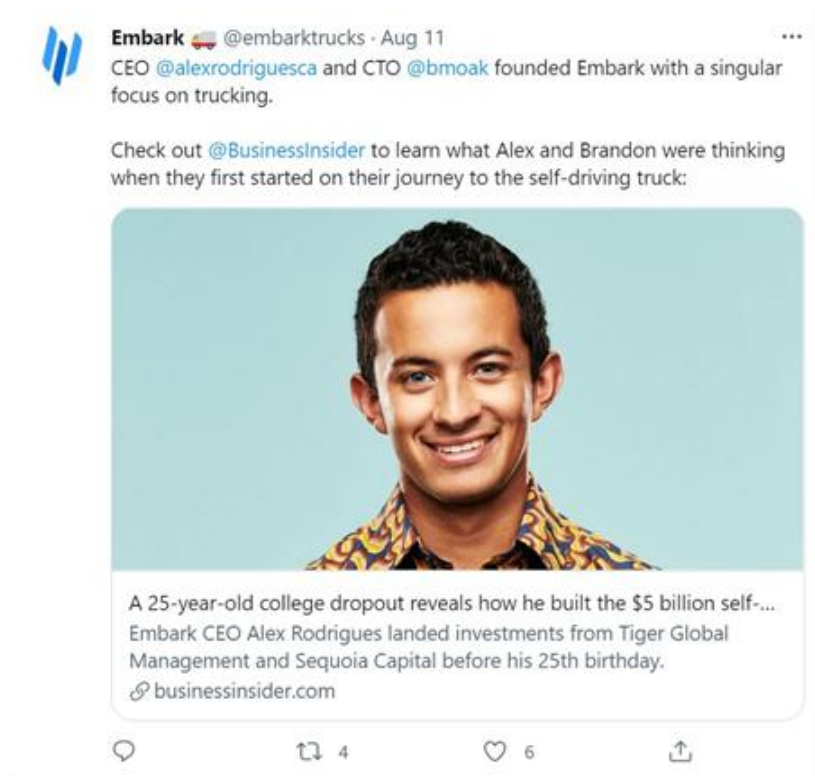 Embark 🚛 @embarktrucks · Aug 11
CEO @alexrodriguesca and CTO @bmoak founded Embark with a singular
focus on trucking.
Check out @BusinessInsider to learn what Alex and Brandon were thinking
when they first started on their journey to the self-driving truck:
A 25-year-old college dropout reveals how he built the $5 billion self-...
Embark CEO Alex Rodrigues landed investments from Tiger Global
Management and Sequoia Capital before his 25th birthday.
businessinsider.com
4 6